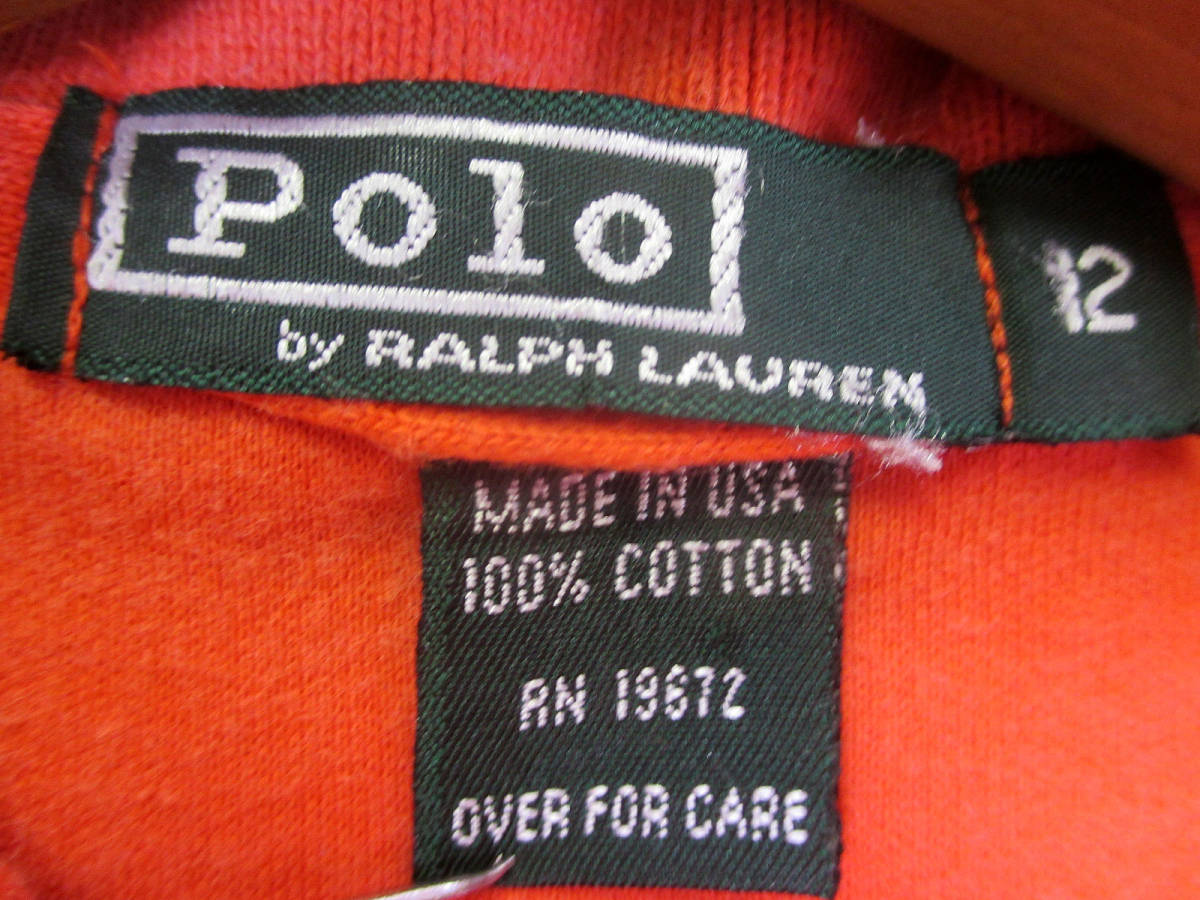 Polo
by RALPH LAUREN
12
MADE IN USA
100% COTTON
RN 19672
OVER FOR CARE